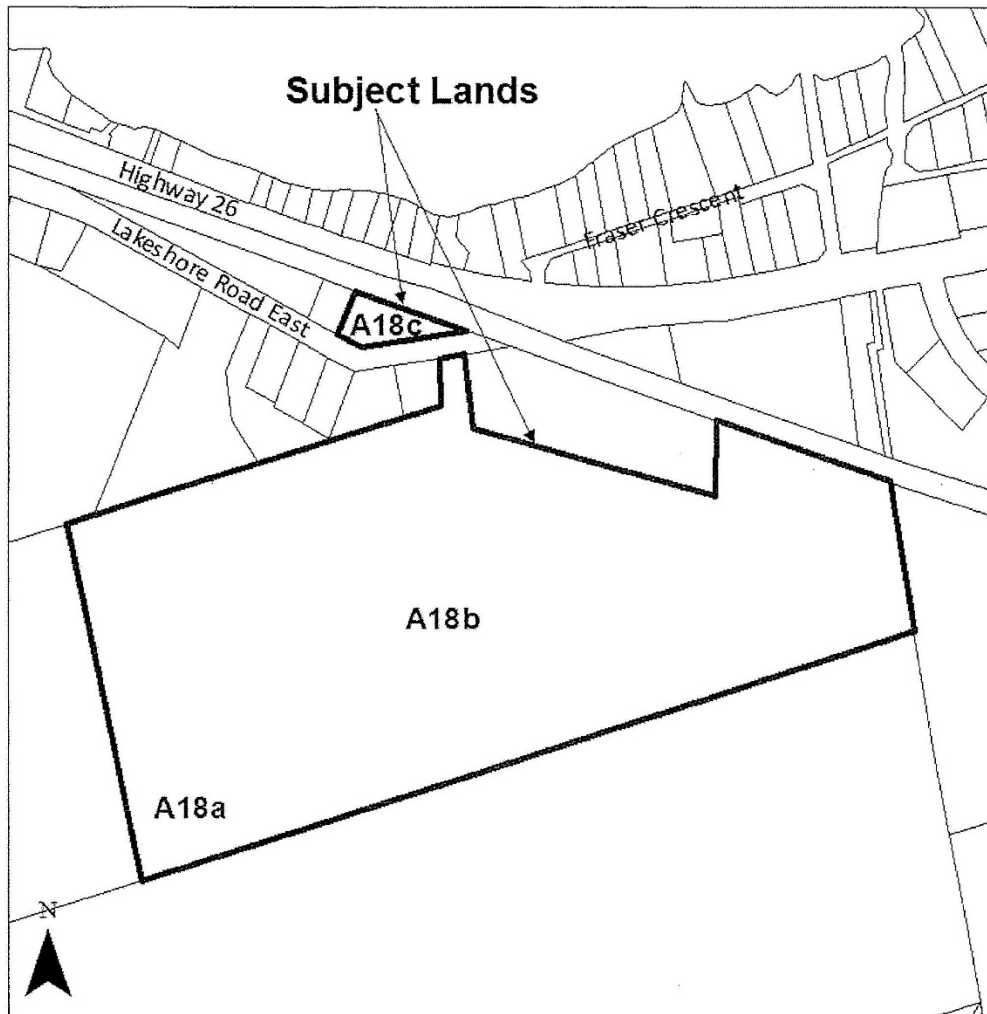 Subject Lands
Highway 26
Fraser Crescent
Lakeshore Road East
A18c
A18b
A18a
N